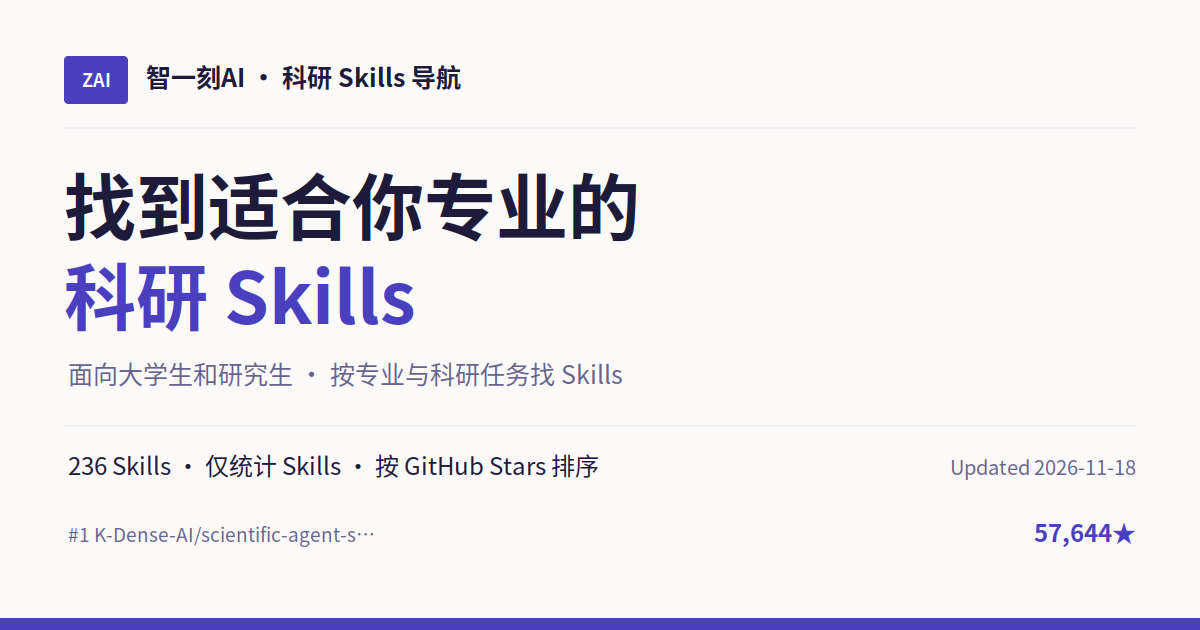 ZAI
智一刻AI · 科研 Skills 导航
找到适合你专业的
科研 Skills
面向大学生和研究生 · 按专业与科研任务找 Skills
236 Skills · 仅统计 Skills · 按 GitHub Stars 排序
Updated 2026-11-18
#1 K-Dense-AI/scientific-agent-s…
57,644★